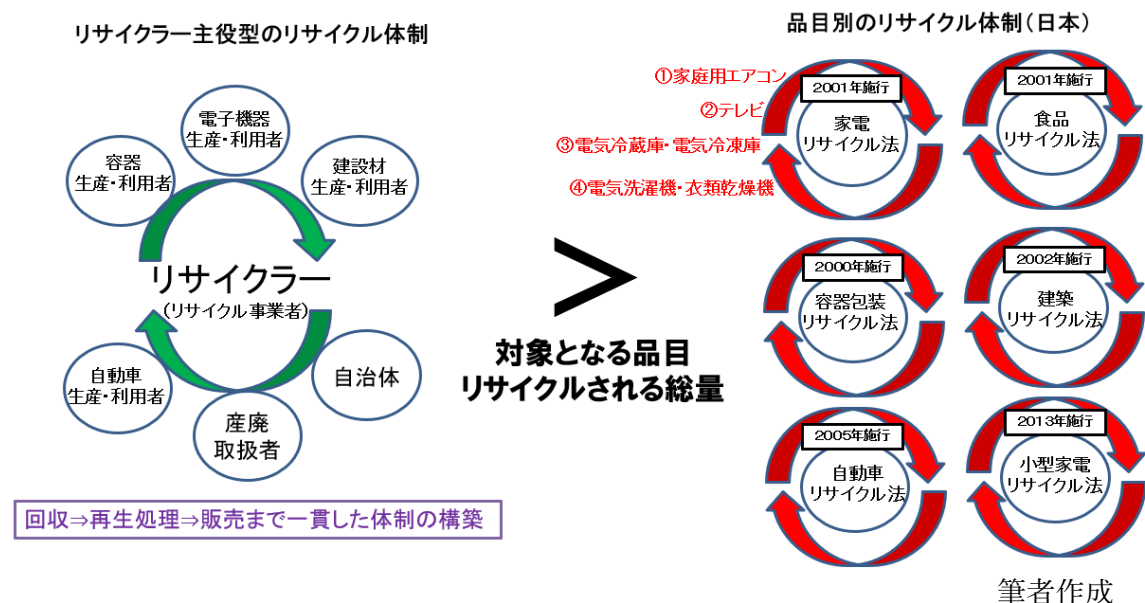 リサイクラー主役型のリサイクル体制
電子機器
生産・利用者
容器
生産・利用者
建設材
生産・利用者
リサイクラー
(リサイクル事業者)
自動車
生産・利用者
産廃
取扱者
自治体
回収⇒再生処理⇒販売まで一貫した体制の構築
>
対象となる品目
リサイクルされる総量
品目別のリサイクル体制(日本)
①家庭用エアコン
②テレビ
③電気冷蔵庫・電気冷凍庫
④電気洗濯機・衣類乾燥機
2001年施行
家電
リサイクル法
2001年施行
食品
リサイクル法
2000年施行
容器包装
リサイクル法
2002年施行
建築
リサイクル法
2005年施行
自動車
リサイクル法
2013年施行
小型家電
リサイクル法
筆者作成